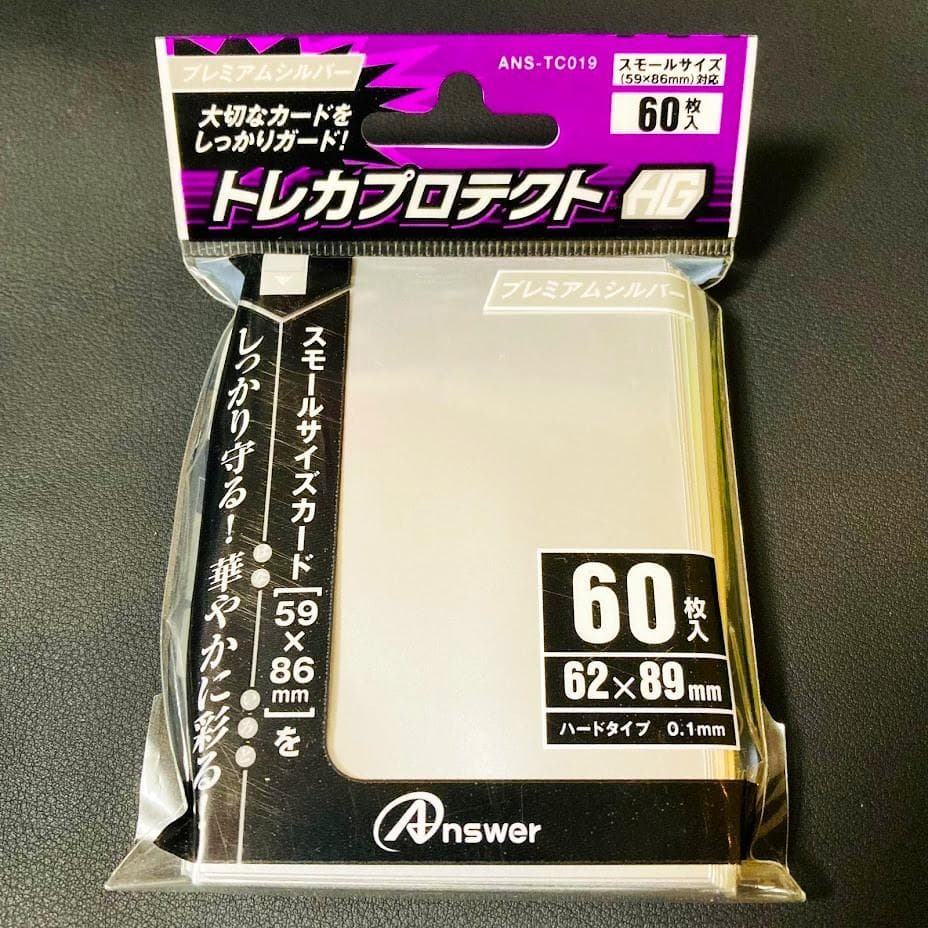 プレミアムシルバー
大切なカードを
しっかりガード!
ANS-TC019
スモールサイズ
(59×86mm)対応
60枚入
トレカプロテクト HG
プレミアムシルバー
スモールサイズカード[59×86mm]を
しっかり守る!華やかに彩る
60枚入
62×89mm
ハードタイプ 0.1mm
Answer